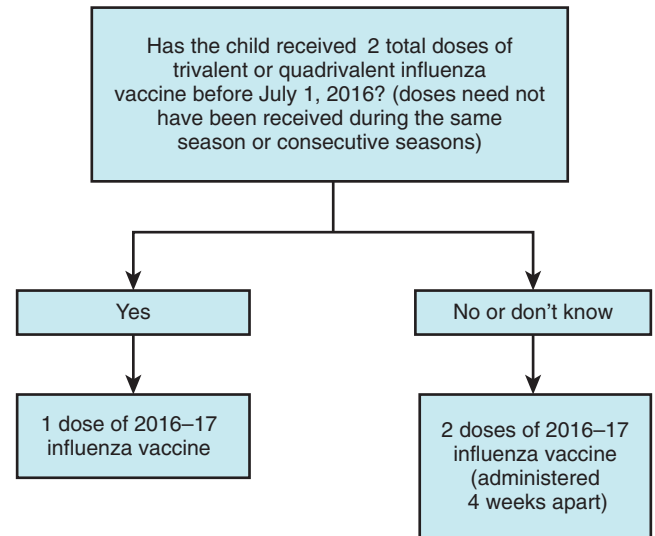 Has the child received 2 total doses of
trivalent or quadrivalent influenza
vaccine before July 1, 2016? (doses need not
have been received during the same
season or consecutive seasons)
Yes
No or don't know
1 dose of 2016–17
influenza vaccine
2 doses of 2016–17
influenza vaccine
(administered
4 weeks apart)